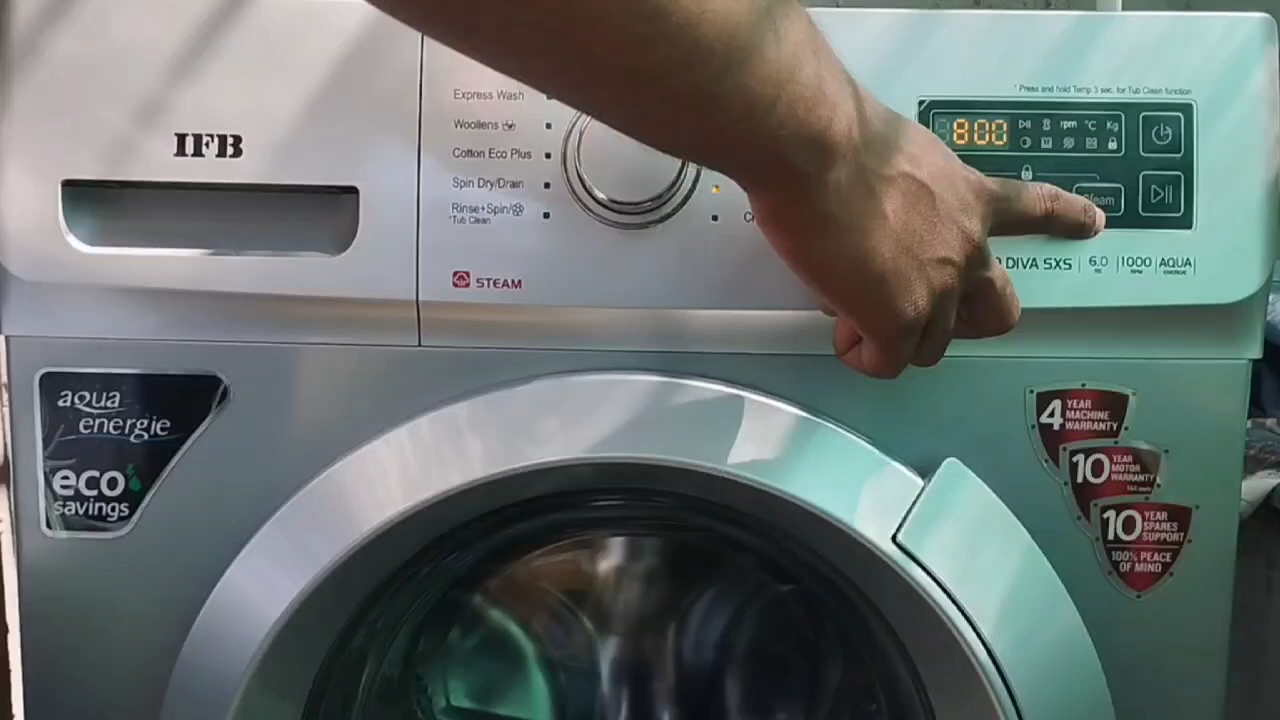 IFB
Express Wash
Woollens
Cotton Eco Plus
Spin Dry/Drain
Rinse+Spin/
*Tub Clean
STEAM
* Press and hold Temp 3 sec. for Tub Clean function
800
rpm °C Kg
DIVA SXS 6.0 1000 AQUA
RPM
aqua
energie
eco
savings
4 YEAR
MACHINE
WARRANTY
10 YEAR
MOTOR
WARRANTY
10 YEAR
SPARES
SUPPORT
100% PEACE
OF MIND